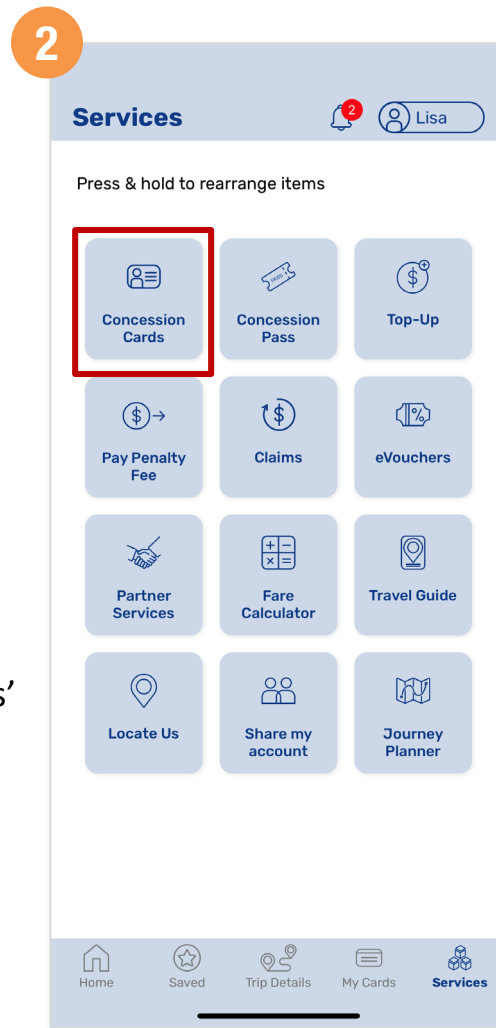 2
Services
2
Lisa
Press & hold to rearrange items
Concession
Cards
PASS
Concession
Pass
Top-Up
Pay Penalty
Fee
Claims
eVouchers
Partner
Services
Fare
Calculator
Travel Guide
s’
Locate Us
Share my
account
Journey
Planner
Home
Saved
Trip Details
My Cards
Services